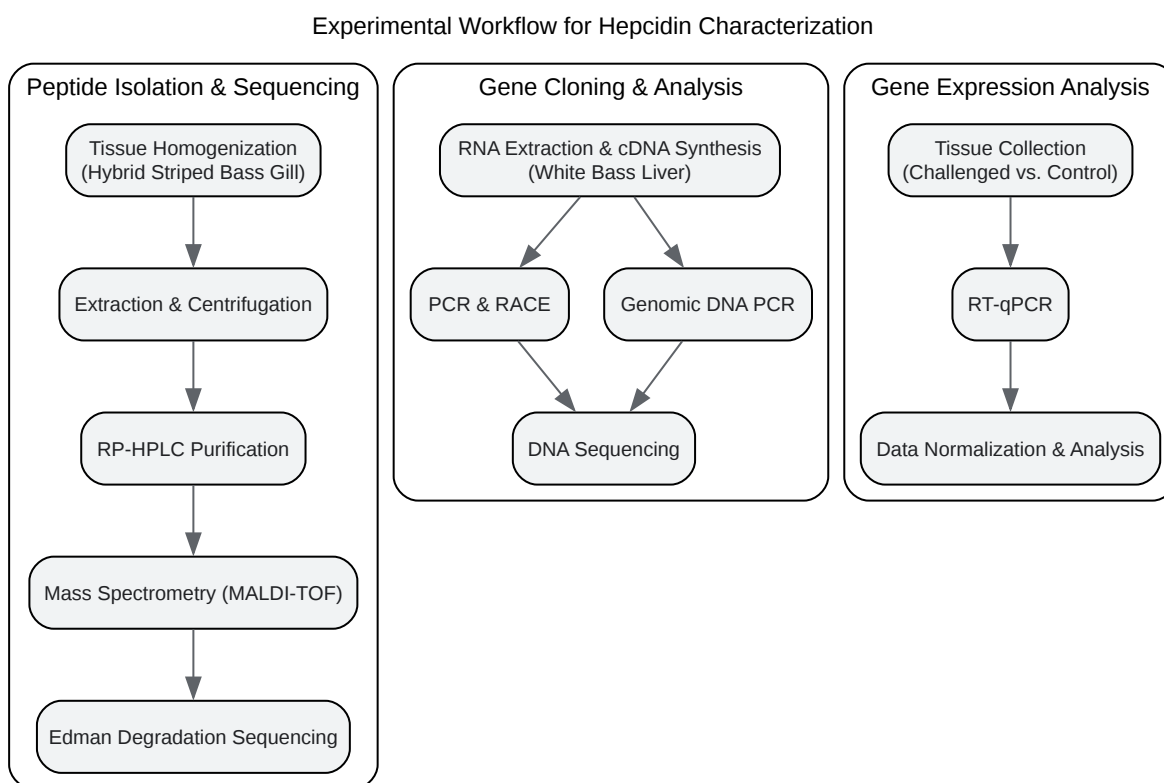 Experimental Workflow for Hepcidin Characterization
Peptide Isolation & Sequencing
Tissue Homogenization
(Hybrid Striped Bass Gill)
Extraction & Centrifugation
RP-HPLC Purification
Mass Spectrometry (MALDI-TOF)
Edman Degradation Sequencing
Gene Cloning & Analysis
RNA Extraction & cDNA Synthesis
(White Bass Liver)
PCR & RACE
Genomic DNA PCR
DNA Sequencing
Gene Expression Analysis
Tissue Collection
(Challenged vs. Control)
RT-qPCR
Data Normalization & Analysis